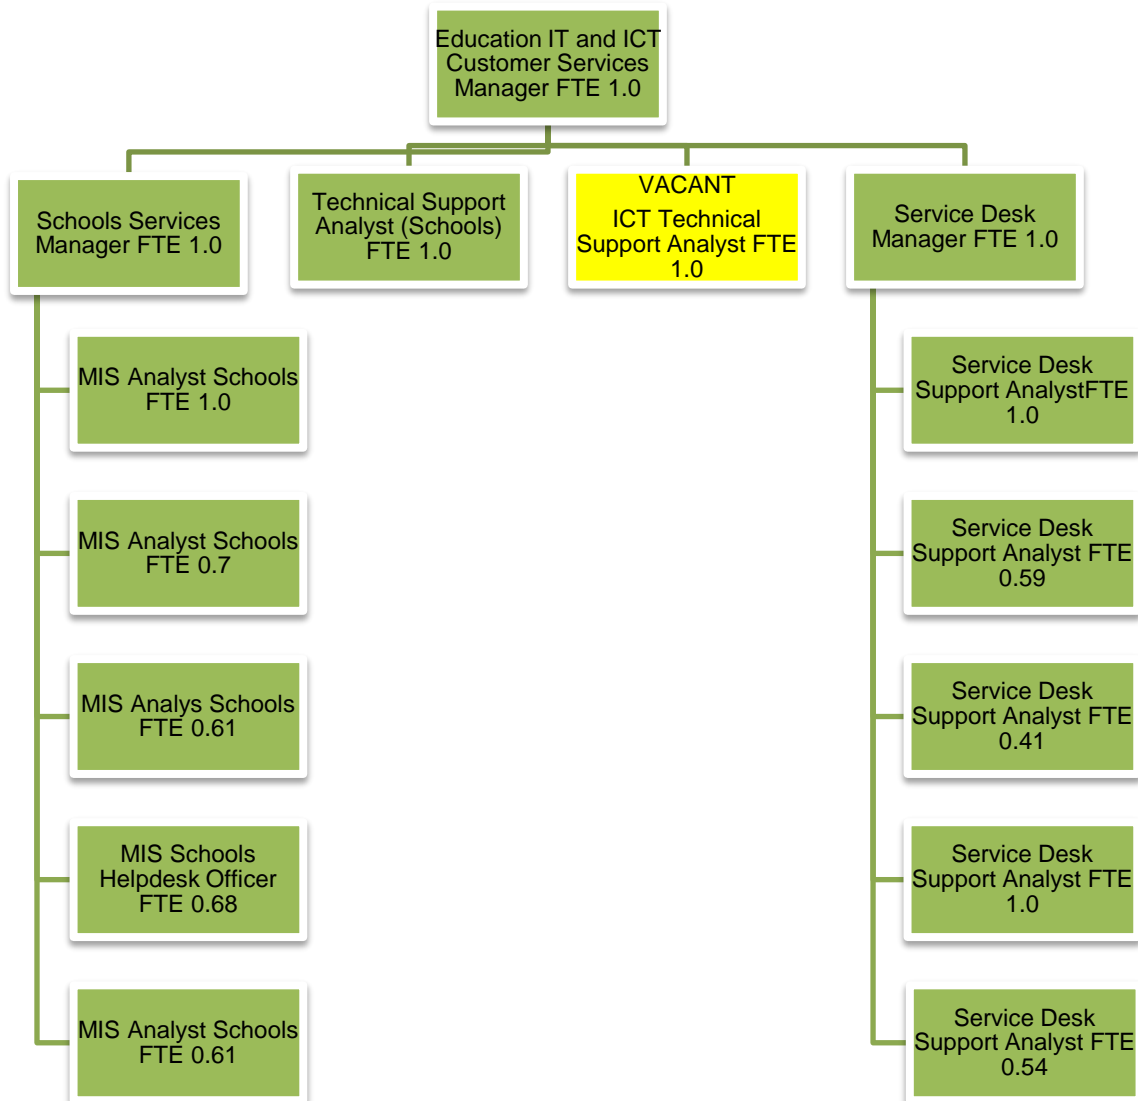 Education IT and ICT
Customer Services
Manager FTE 1.0
Schools Services
Manager FTE 1.0
Technical Support
Analyst (Schools)
FTE 1.0
VACANT
ICT Technical
Support Analyst FTE
1.0
Service Desk
Manager FTE 1.0
MIS Analyst Schools
FTE 1.0
MIS Analyst Schools
FTE 0.7
MIS Analys Schools
FTE 0.61
MIS Schools
Helpdesk Officer
FTE 0.68
MIS Analyst Schools
FTE 0.61
Service Desk
Support AnalystFTE
1.0
Service Desk
Support Analyst FTE
0.59
Service Desk
Support Analyst FTE
0.41
Service Desk
Support Analyst FTE
1.0
Service Desk
Support Analyst FTE
0.54